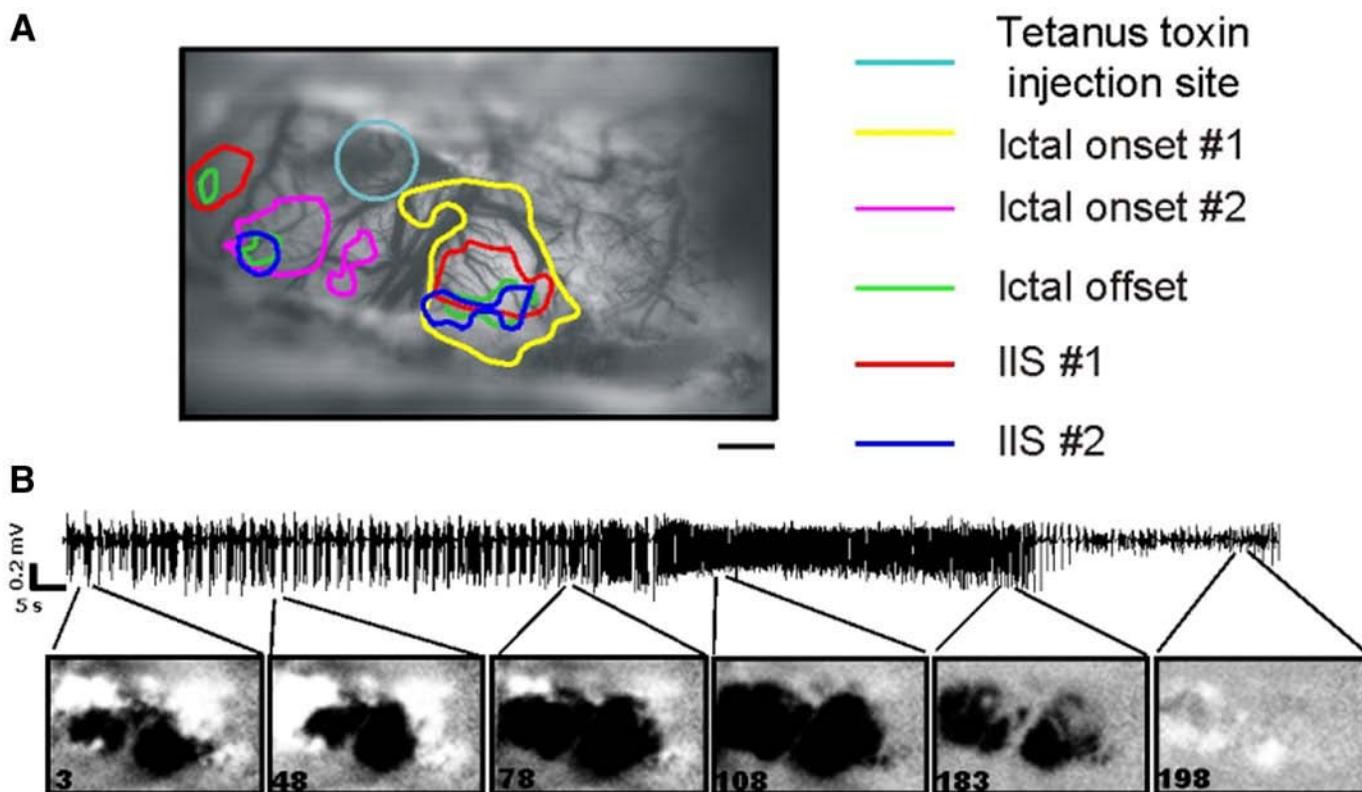 A
Tetanus toxin
injection site
Ictal onset #1
Ictal onset #2
Ictal offset
IIS #1
IIS #2
B
0.2 mV
5 s
3
48
78
108
183
198